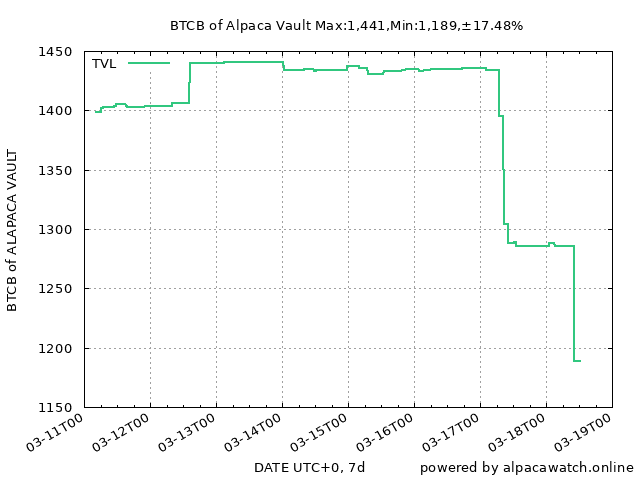 BTCB of Alpaca Vault Max:1,441,Min:1,189,±17.48%
TVL
1450
1400
1350
1300
1250
1200
1150
BTCB of ALAPACA VAULT
03-11T00
03-12T00
03-13T00
03-14T00
03-15T00
03-16T00
03-17T00
03-18T00
03-19T00
DATE UTC+0, 7d
powered by alpacawatch.online